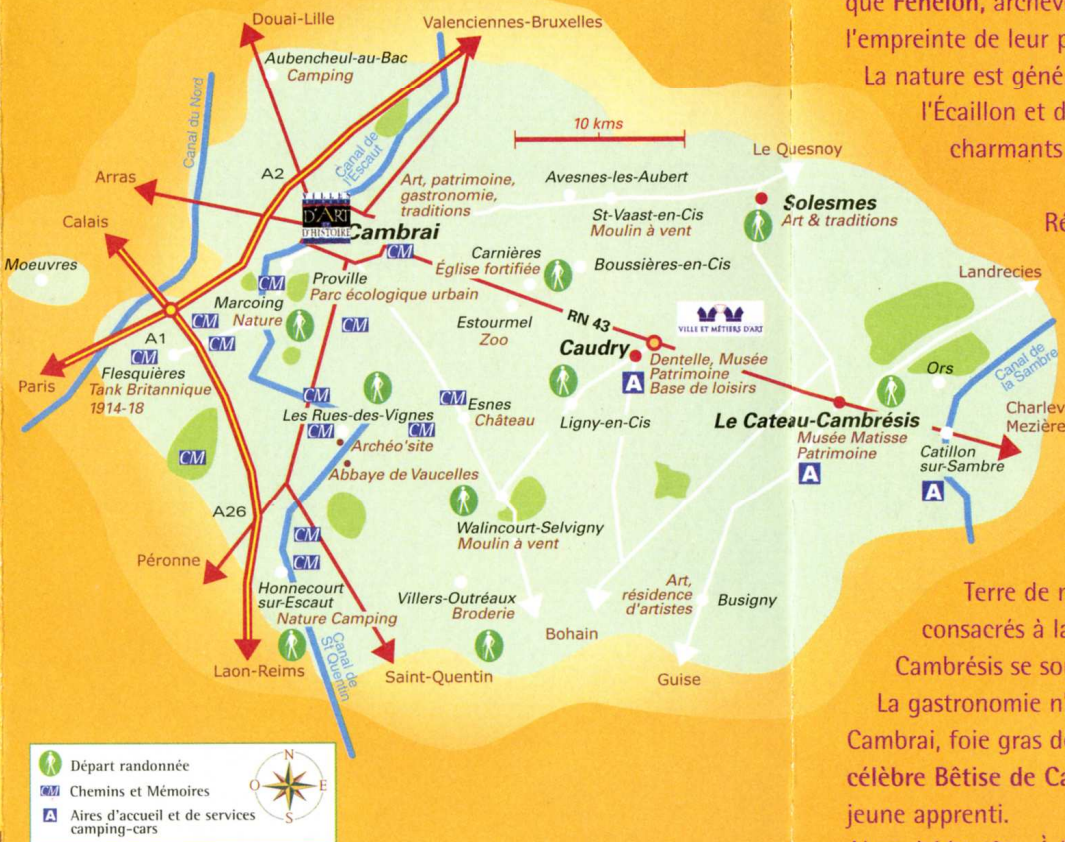 Douai-Lille
Valenciennes-Bruxelles
que Fénelon, archev
l'empreinte de leur p
La nature est géné
l'Écaillon et d
charmants
Ré
Aubencheul-au-Bac
Camping
Canal du Nord
Canal de
l'Escaut
10 kms
A2
Arras
Calais
Moeuvres
VILLES
D'ART
et
D'HISTOIRE
Cambrai
Art, patrimoine,
gastronomie,
traditions
Avesnes-les-Aubert
St-Vaast-en-Cis
Moulin à vent
Le Quesnoy
Solesmes
Art & traditions
Landrecies
Carnières
Église fortifiée
Boussières-en-Cis
CM
CM
Proville
Parc écologique urbain
Marcoing
Nature
CM
CM
CM
CM
Estourmel
Zoo
RN 43
VILLE ET MÉTIERS D'ART
Caudry
Dentelle, Musée
Patrimoine
Base de loisirs
A
A1
Flesquières
Tank Britannique
1914-18
Paris
Ors
Canal de
la Sambre
Charlev
Mezière
CM
Les Rues-des-Vignes
CM
CM
Archéo'site
Abbaye de Vaucelles
CM
Esnes
Château
Ligny-en-Cis
Le Cateau-Cambrésis
Musée Matisse
Patrimoine
A
Catillon
sur-Sambre
A
CM
A26
Péronne
CM
CM
Walincourt-Selvigny
Moulin à vent
Honnecourt
sur-Escaut
Nature Camping
Villers-Outréaux
Broderie
Art,
résidence
d'artistes
Busigny
Bohain
Guise
Laon-Reims
Canal de
St Quentin
Saint-Quentin
Terre de r
consacrés à la
Cambrésis se so
La gastronomie n'
Cambrai, foie gras de
célèbre Bêtise de Ca
jeune apprenti.
Départ randonnée
CM Chemins et Mémoires
A Aires d'accueil et de services
camping-cars
N
O E
S